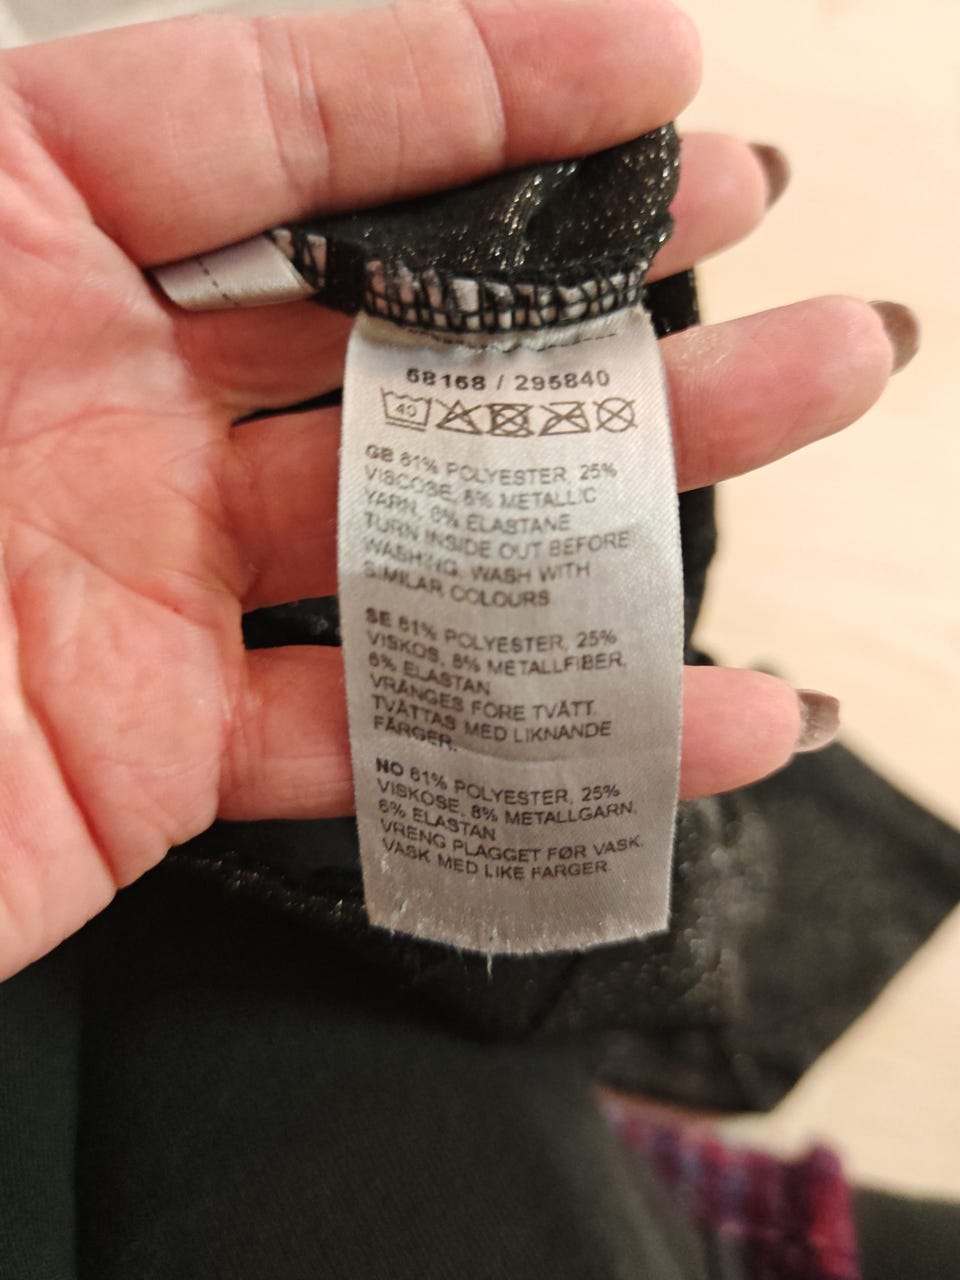 68168 / 295840
40
GB 61% POLYESTER, 25%
VISCOSE, 8% METALLIC
YARN, 6% ELASTANE
TURN INSIDE OUT BEFORE
WASHING. WASH WITH
SIMILAR COLOURS
SE 61% POLYESTER, 25%
VISKOS, 8% METALLFIBER,
6% ELASTAN
VRÄNGES FÖRE TVÄTT.
TVÄTTAS MED LIKNANDE
FÄRGER.
NO 61% POLYESTER, 25%
VISKOSE, 8% METALLGARN,
6% ELASTAN
VRENG PLAGGET FØR VASK.
VASK MED LIKE FARGER.